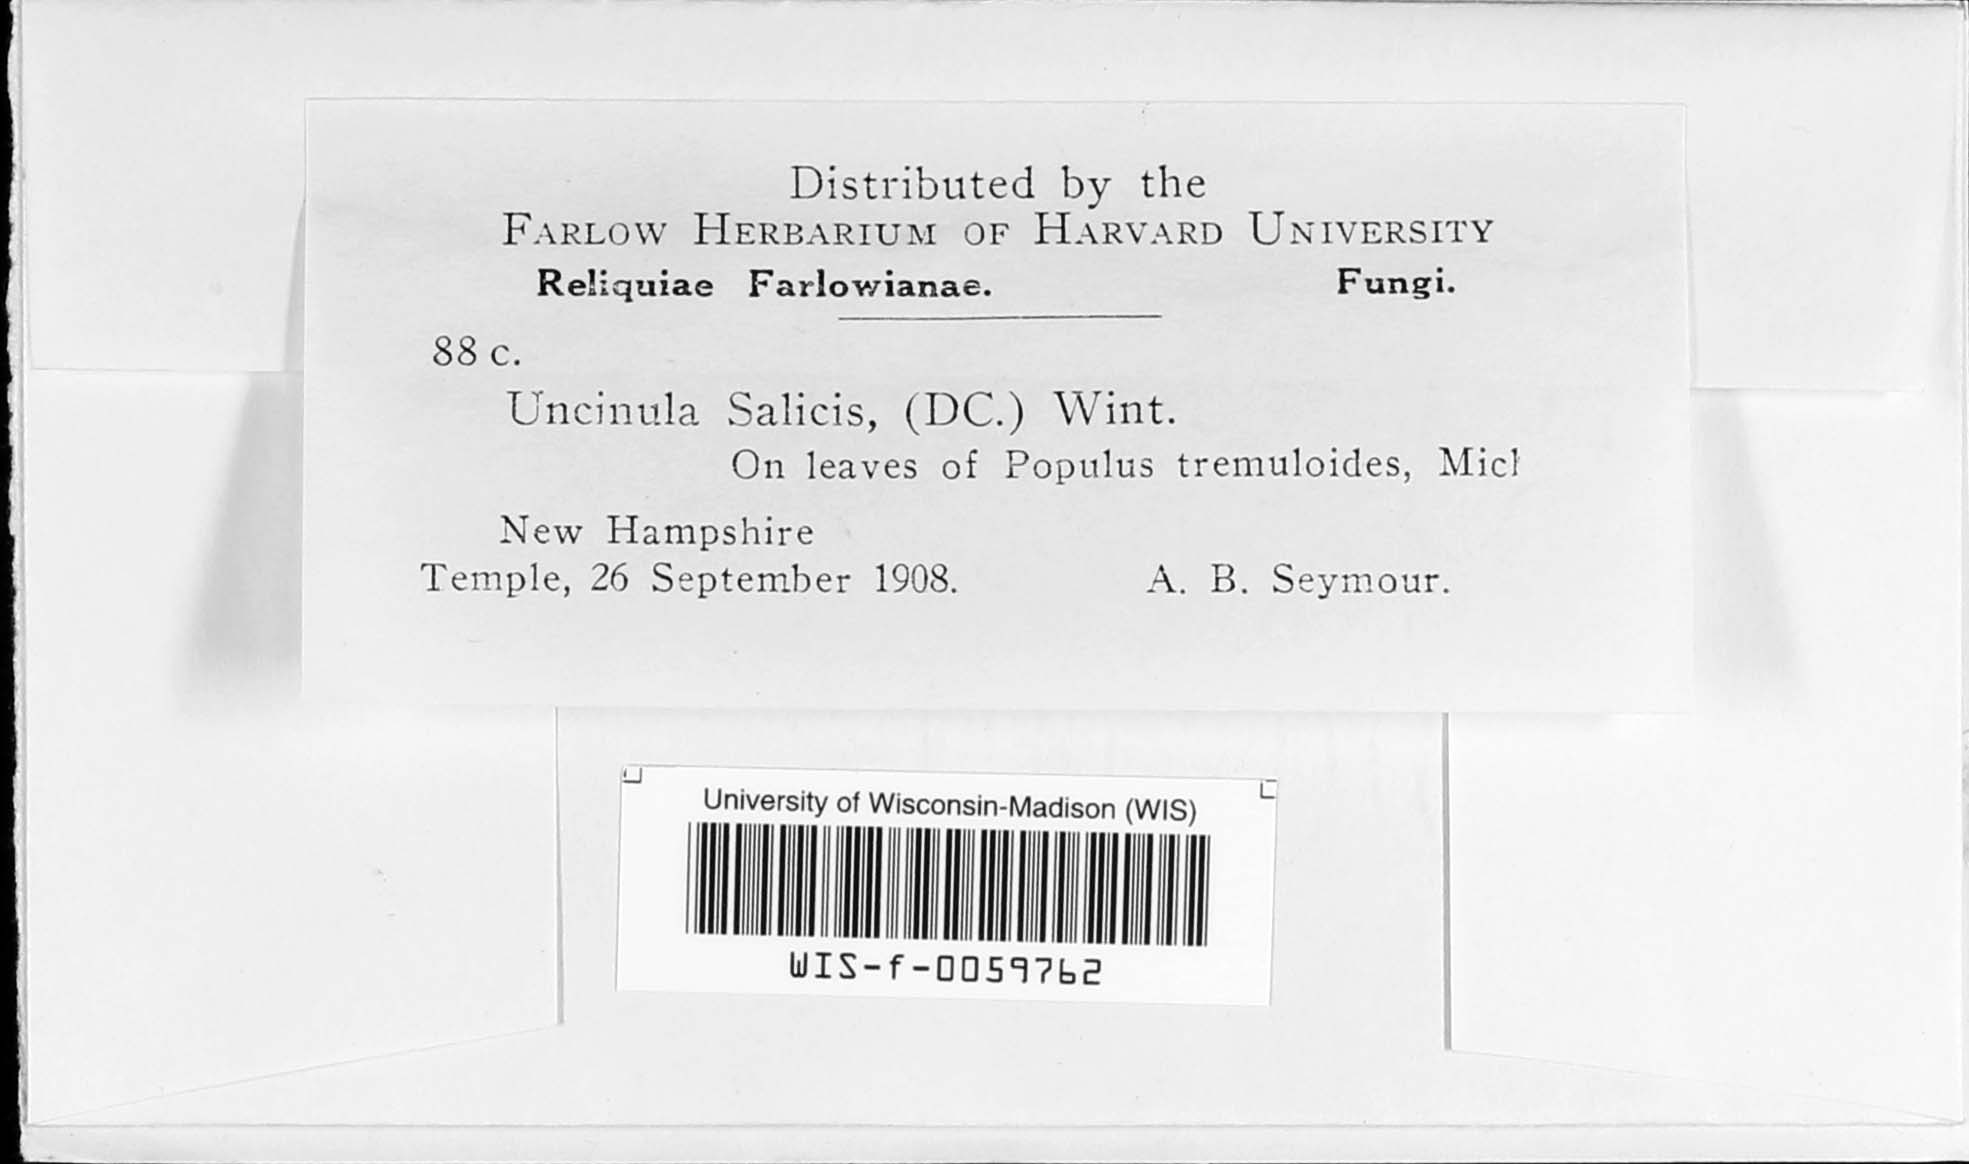 Distributed by the
FARLOW HERBARIUM OF HARVARD UNIVERSITY
Reliquiae Farlowianae. Fungi.
88 c.
Uncinula Salicis, (DC.) Wint.
On leaves of Populus tremuloides, Micl
New Hampshire
Temple, 26 September 1908. A. B. Seymour.
University of Wisconsin-Madison (WIS)
WIS-f-0059762